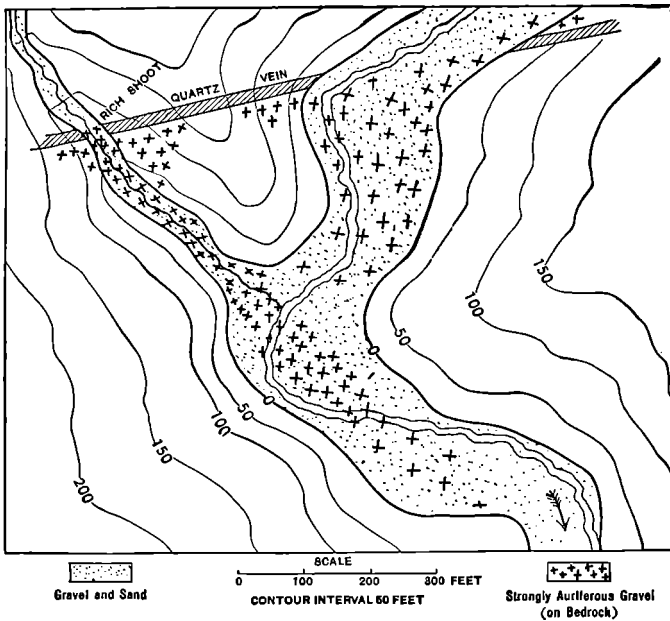 RICH SHOOT
QUARTZ VEIN
150
100
50
0
0
50
100
150
200
SCALE
0 100 200 300 FEET
CONTOUR INTERVAL 50 FEET
Gravel and Sand
Strongly Auriferous Gravel
(on Bedrock)